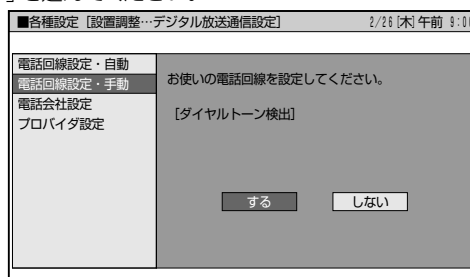 ■各種設定［設置調整…デジタル放送通信設定］ 2/26［木］午前 9:0
電話回線設定・自動
電話回線設定・手動
電話会社設定
プロバイダ設定
お使いの電話回線を設定してください。
［ダイヤルトーン検出］
する しない